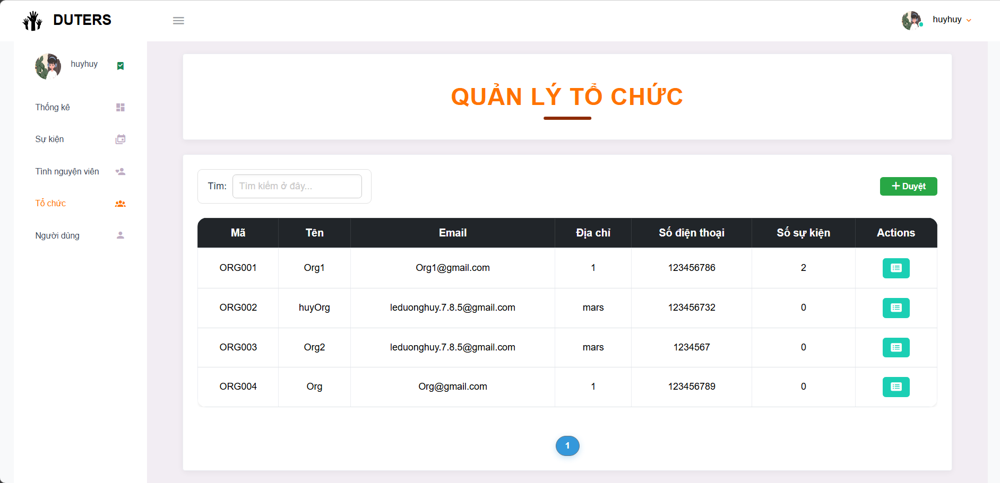 DUTERS
huyhuy
huyhuy
Thống kê
Sự kiện
Tình nguyện viên
Tổ chức
Người dùng
QUẢN LÝ TỔ CHỨC
Tìm: Tìm kiếm ở đây...
+ Duyệt
Mã Tên Email Địa chỉ Số điện thoại Số sự kiện Actions
ORG001 Org1 Org1@gmail.com 1 123456786 2
ORG002 huyOrg leduonghuy.7.8.5@gmail.com mars 123456732 0
ORG003 Org2 leduonghuy.7.8.5@gmail.com mars 1234567 0
ORG004 Org Org@gmail.com 1 123456789 0
1